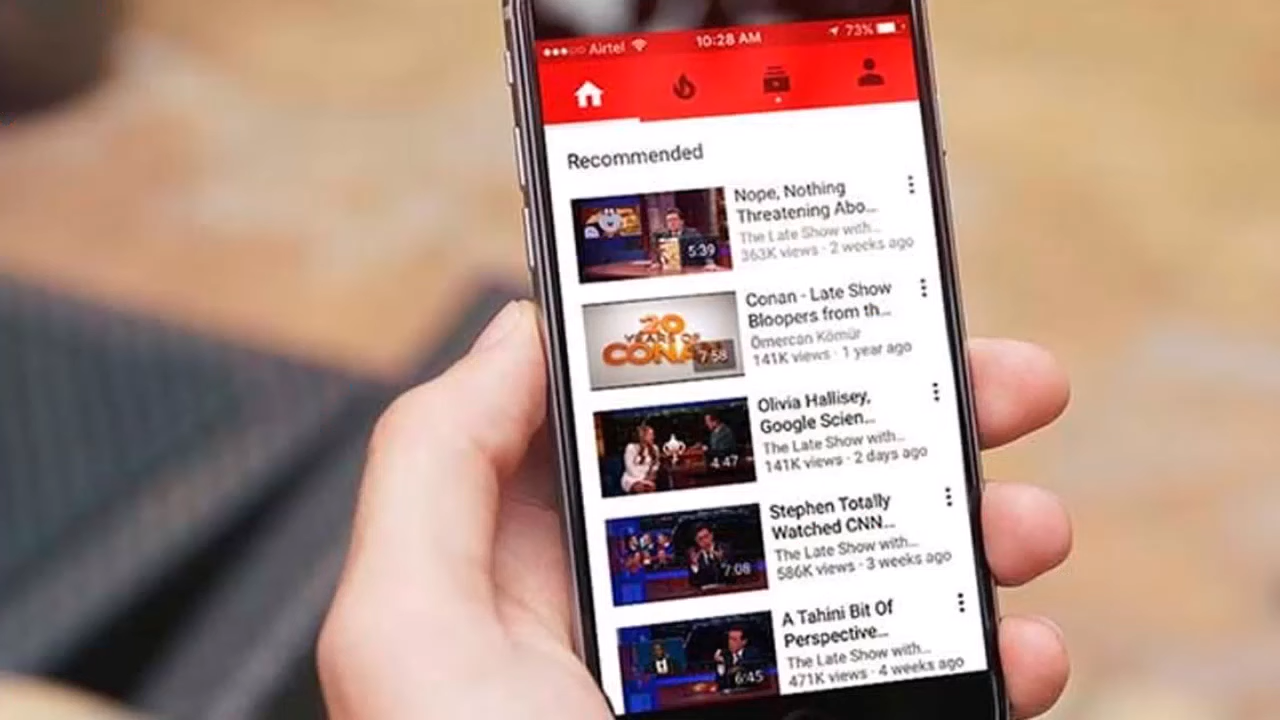 Airtel
10:28 AM
73%
Recommended
Nope, Nothing
Threatening Abo...
The Late Show with...
363K views · 2 weeks ago
5:39
Conan - Late Show
Bloopers from th...
Omercan Kömür
141K views · 1 year ago
20
YEARS OF
7:58
Olivia Hallisey,
Google Scien...
The Late Show with...
141K views · 2 days ago
4:47
Stephen Totally
Watched CNN...
The Late Show with...
586K views · 3 weeks ago
7:08
A Tahini Bit Of
Perspective...
The Late Show with...
471K views · 4 weeks ago
6:45